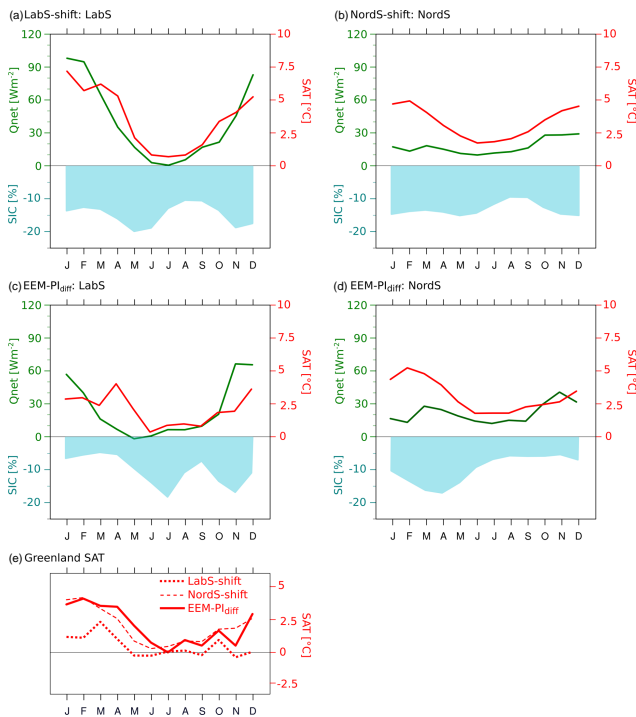 (a) LabS-shift: LabS
(b) NordS-shift: NordS
120 90 60 30 0
Qnet [Wm-2]
-10 -20
SIC [%]
10 7.5 5 2.5 0
SAT [°C]
J F M A M J J A S O N D
120 90 60 30 0
Qnet [Wm-2]
-10 -20
SIC [%]
10 7.5 5 2.5 0
SAT [°C]
J F M A M J J A S O N D
(c) EEM-PIdiff: LabS
(d) EEM-PIdiff: NordS
120 90 60 30 0
Qnet [Wm-2]
-10 -20
SIC [%]
10 7.5 5 2.5 0
SAT [°C]
J F M A M J J A S O N D
120 90 60 30 0
Qnet [Wm-2]
-10 -20
SIC [%]
10 7.5 5 2.5 0
SAT [°C]
J F M A M J J A S O N D
(e) Greenland SAT
LabS-shift
NordS-shift
EEM-PIdiff
5 2.5 0 -2.5
SAT [°C]
J F M A M J J A S O N D